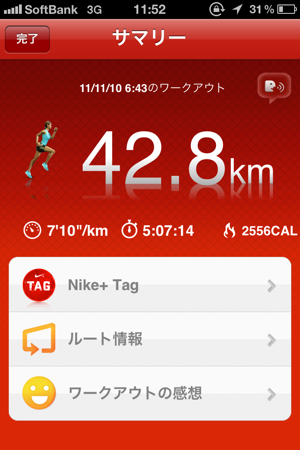 SoftBank 3G 11:52 31%
完了 サマリー
11/11/10 6:43のワークアウト
42.8km
7'10"/km 5:07:14 2556CAL
TAG Nike+ Tag
ルート情報
ワークアウトの感想